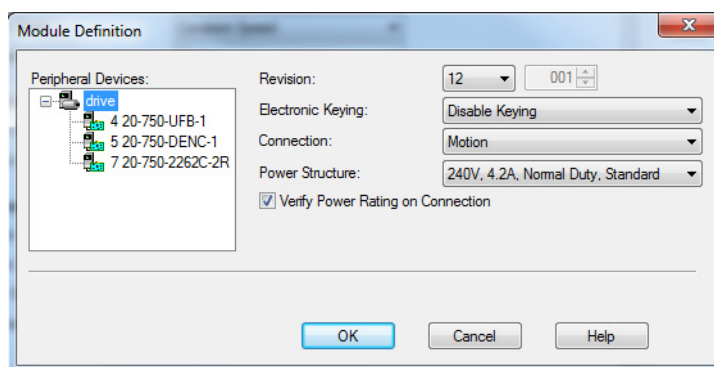 Module Definition
Peripheral Devices:
drive
4 20-750-UFB-1
5 20-750-DENC-1
7 20-750-2262C-2R
Revision:
12
001
Electronic Keying:
Disable Keying
Connection:
Motion
Power Structure:
240V, 4.2A, Normal Duty, Standard
Verify Power Rating on Connection
OK
Cancel
Help